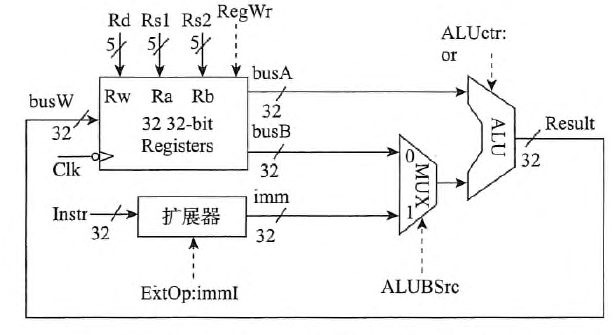 Rd Rs1 Rs2 RegWr
5 5 5
ALUctr:
or
busW
32
Rw Ra Rb
32 32-bit
Registers
Clk
busA
32
busB
32
0
MUX
1
ALU
Result
32
Instr
32
扩展器
imm
32
ExtOp:immI
ALUBSrc